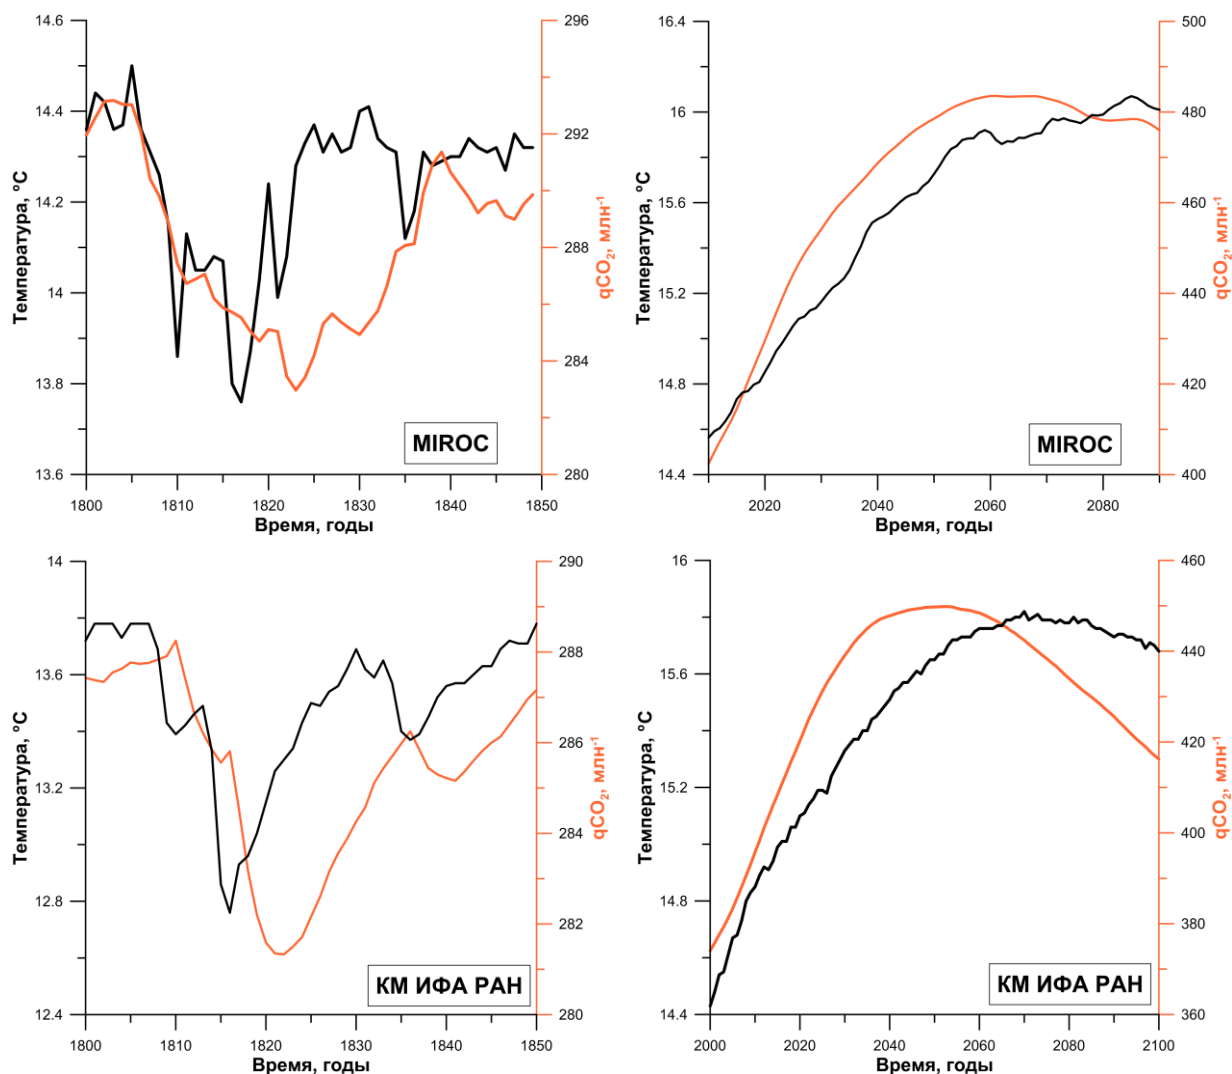 14.6
14.4
14.2
14
13.8
13.6
Температура, °C
296
292
288
284
280
qCO₂, млн⁻¹
MIROC
1800 1810 1820 1830 1840 1850
Время, годы
16.4
16
15.6
15.2
14.8
14.4
Температура, °C
500
480
460
440
420
400
qCO₂, млн⁻¹
MIROC
2020 2040 2060 2080
Время, годы
14
13.6
13.2
12.8
12.4
Температура, °C
290
288
286
284
282
280
qCO₂, млн⁻¹
КМ ИФА РАН
1800 1810 1820 1830 1840 1850
Время, годы
16
15.6
15.2
14.8
14.4
Температура, °C
460
440
420
400
380
360
qCO₂, млн⁻¹
КМ ИФА РАН
2000 2020 2040 2060 2080 2100
Время, годы